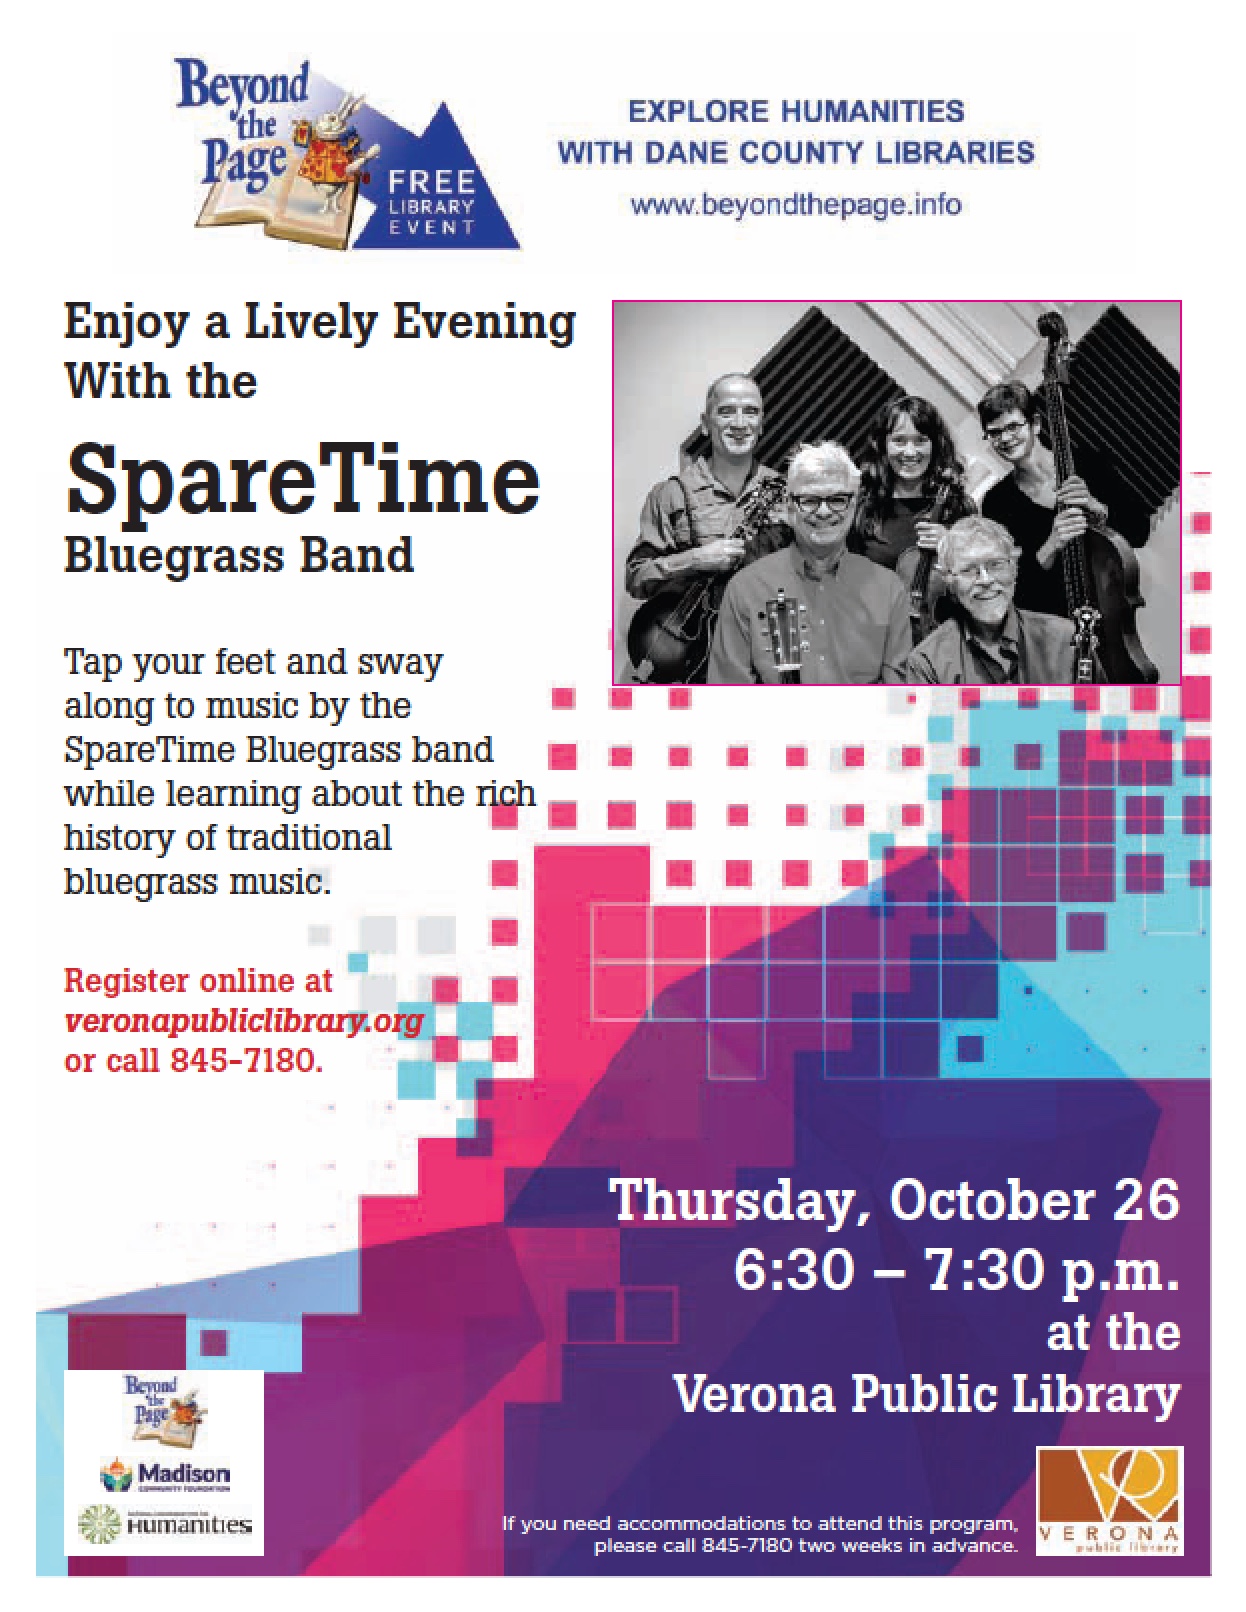 Beyond
the
Page
FREE
LIBRARY
EVENT
EXPLORE HUMANITIES
WITH DANE COUNTY LIBRARIES
www.beyondthepage.info
Enjoy a Lively Evening
With the
SpareTime
Bluegrass Band
Tap your feet and sway
along to music by the
SpareTime Bluegrass band
while learning about the rich
history of traditional
bluegrass music.
Register online at
veronapubliclibrary.org
or call 845-7180.
Thursday, October 26
6:30 – 7:30 p.m.
at the
Verona Public Library
Beyond
the
Page
Madison
COMMUNITY FOUNDATION
Humanities
If you need accommodations to attend this program,
please call 845-7180 two weeks in advance.
VERONA
public library